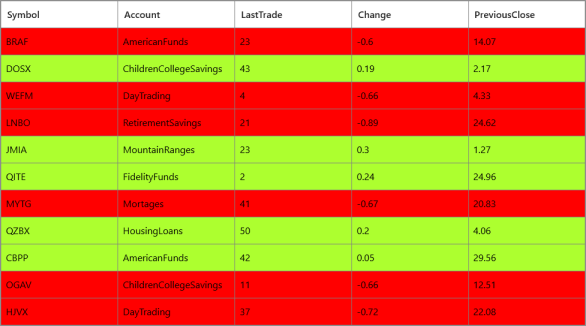 Symbol Account LastTrade Change PreviousClose
BRAF AmericanFunds 23 -0.6 14.07
DOSX ChildrenCollegeSavings 43 0.19 2.17
WEFM DayTrading 4 -0.66 4.33
LNBO RetirementSavings 21 -0.89 24.62
JMIA MountainRanges 23 0.3 1.27
QITE FidelityFunds 2 0.24 24.96
MYTG Mortages 41 -0.67 20.83
QZBX HousingLoans 50 0.2 4.06
CBPP AmericanFunds 42 0.05 29.56
OGAV ChildrenCollegeSavings 11 -0.66 12.51
HJVX DayTrading 37 -0.72 22.08